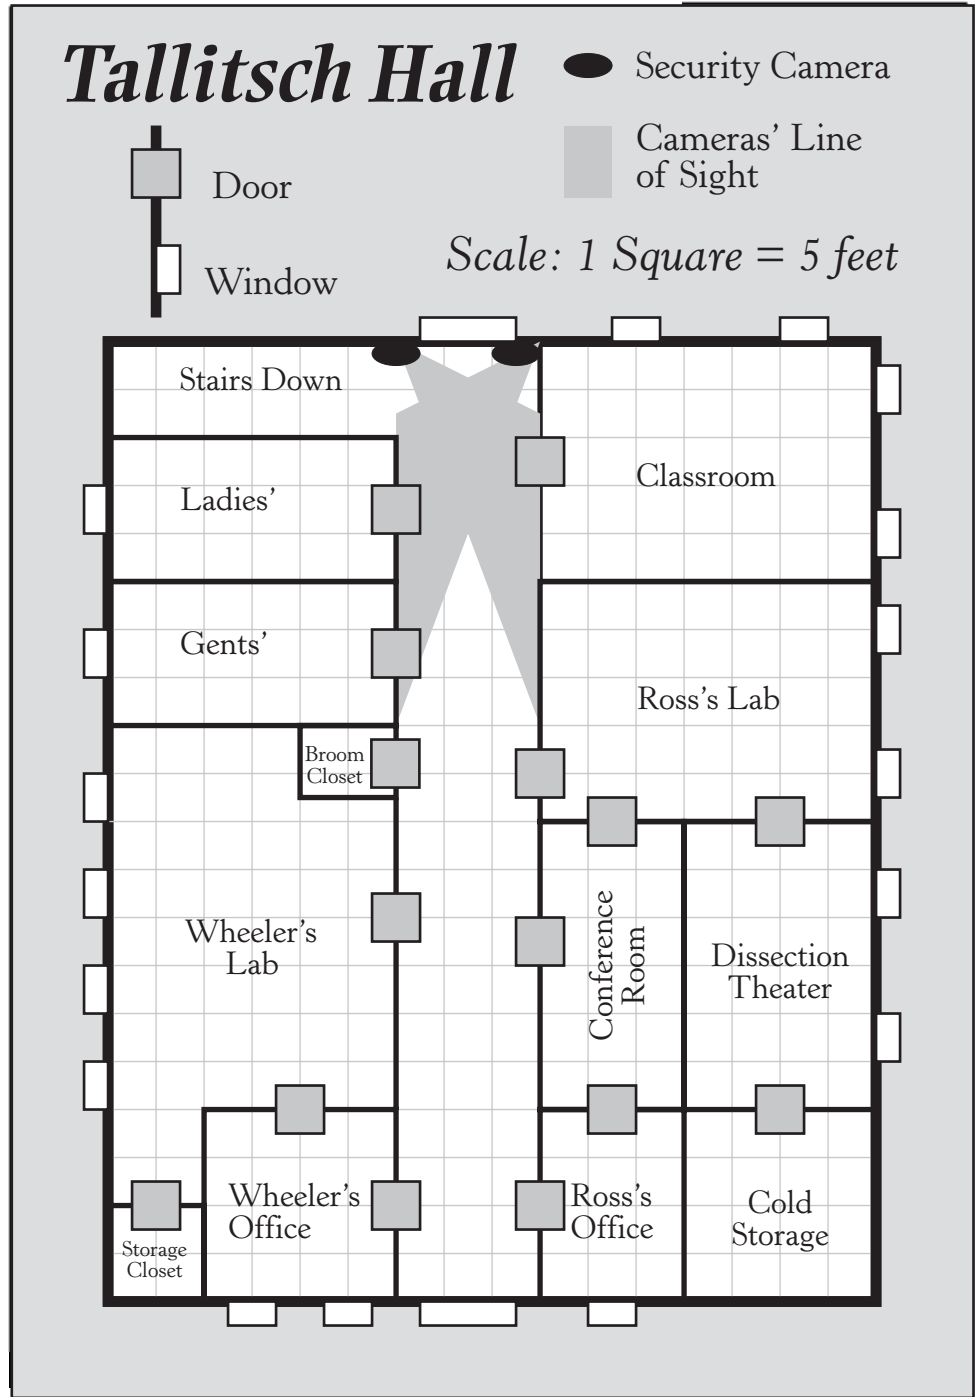 Tallitsch Hall
Security Camera
Cameras’ Line
of Sight
Door
Window
Scale: 1 Square = 5 feet
Stairs Down
Ladies’
Classroom
Gents’
Ross’s Lab
Broom
Closet
Wheeler’s
Lab
Conference
Room
Dissection
Theater
Wheeler’s
Office
Ross’s
Office
Cold
Storage
Storage
Closet